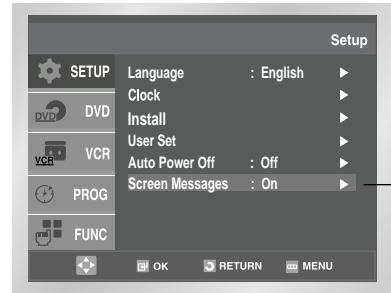 Setup
SETUP
DVD
DVD
VCR
VCR
PROG
FUNC
Language : English
Clock
Install
User Set
Auto Power Off : Off
Screen Messages : On
OK RETURN MENU